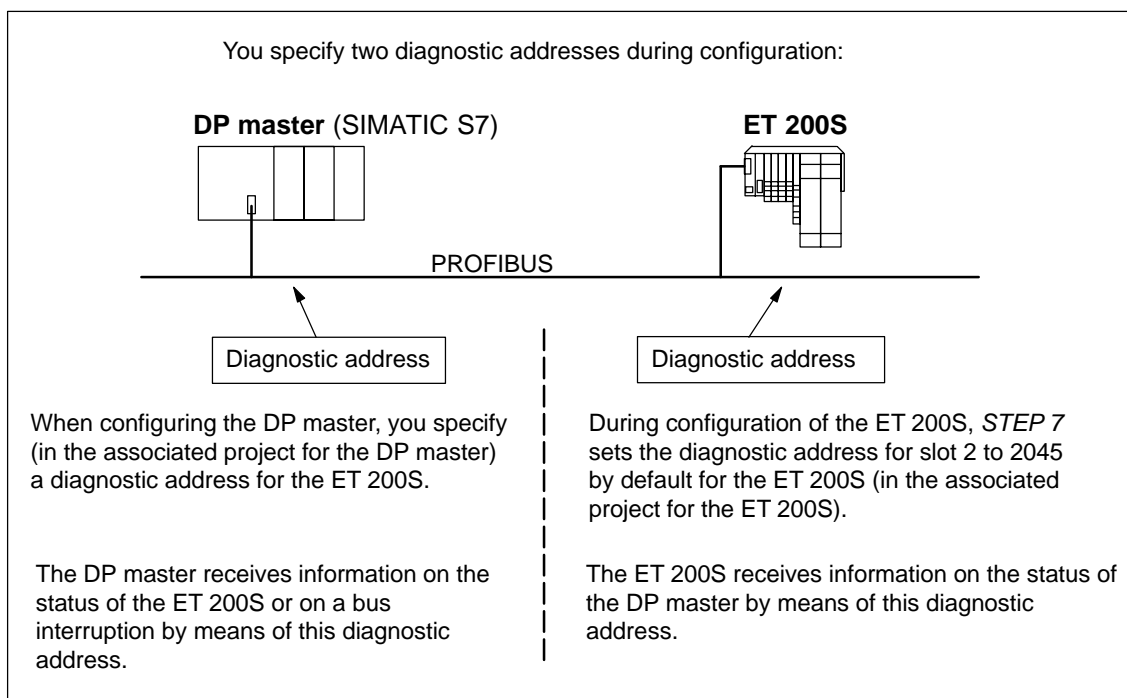 You specify two diagnostic addresses during configuration:
DP master (SIMATIC S7)
ET 200S
PROFIBUS
Diagnostic address
When configuring the DP master, you specify
(in the associated project for the DP master)
a diagnostic address for the ET 200S.
The DP master receives information on the
status of the ET 200S or on a bus
interruption by means of this diagnostic
address.
Diagnostic address
During configuration of the ET 200S, STEP 7
sets the diagnostic address for slot 2 to 2045
by default for the ET 200S (in the associated
project for the ET 200S).
The ET 200S receives information on the status of
the DP master by means of this diagnostic
address.